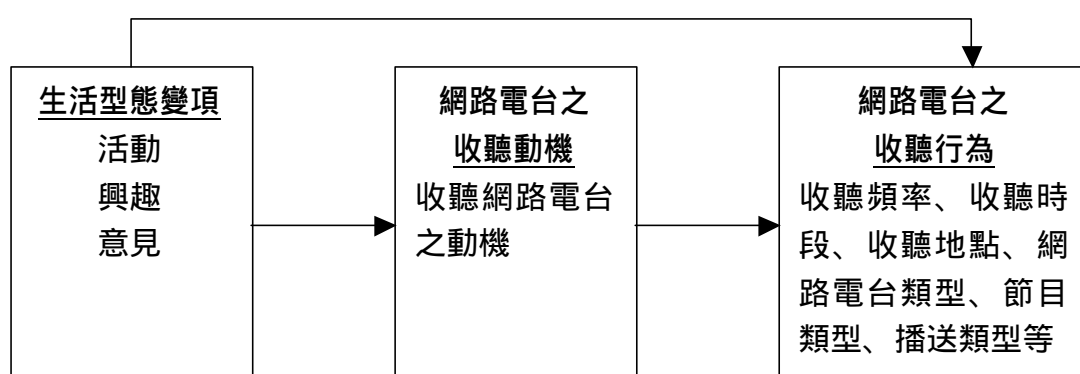 生活型態變項
活動
興趣
意見
網路電台之
收聽動機
收聽網路電台
之動機
網路電台之
收聽行為
收聽頻率、收聽時
段、收聽地點、網
路電台類型、節目
類型、播送類型等